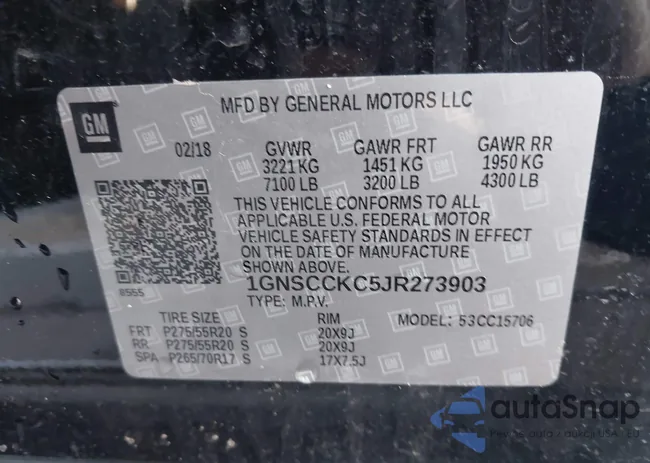 MFD BY GENERAL MOTORS LLC
GM
02/18 GVWR GAWR FRT GAWR RR
3221 KG 1451 KG 1950 KG
7100 LB 3200 LB 4300 LB
THIS VEHICLE CONFORMS TO ALL
APPLICABLE U.S. FEDERAL MOTOR
VEHICLE SAFETY STANDARDS IN EFFECT
ON THE DATE OF MANUFACTURE
SHOWN ABOVE.
8555
1GNSCCKC5JR273903
TYPE: M.P.V.
TIRE SIZE RIM MODEL: 53CC15706
FRT P275/55R20 S 20X9J
RR P275/55R20 S 20X9J
SPA P265/70R17 S 17X7.5J
autoSnap